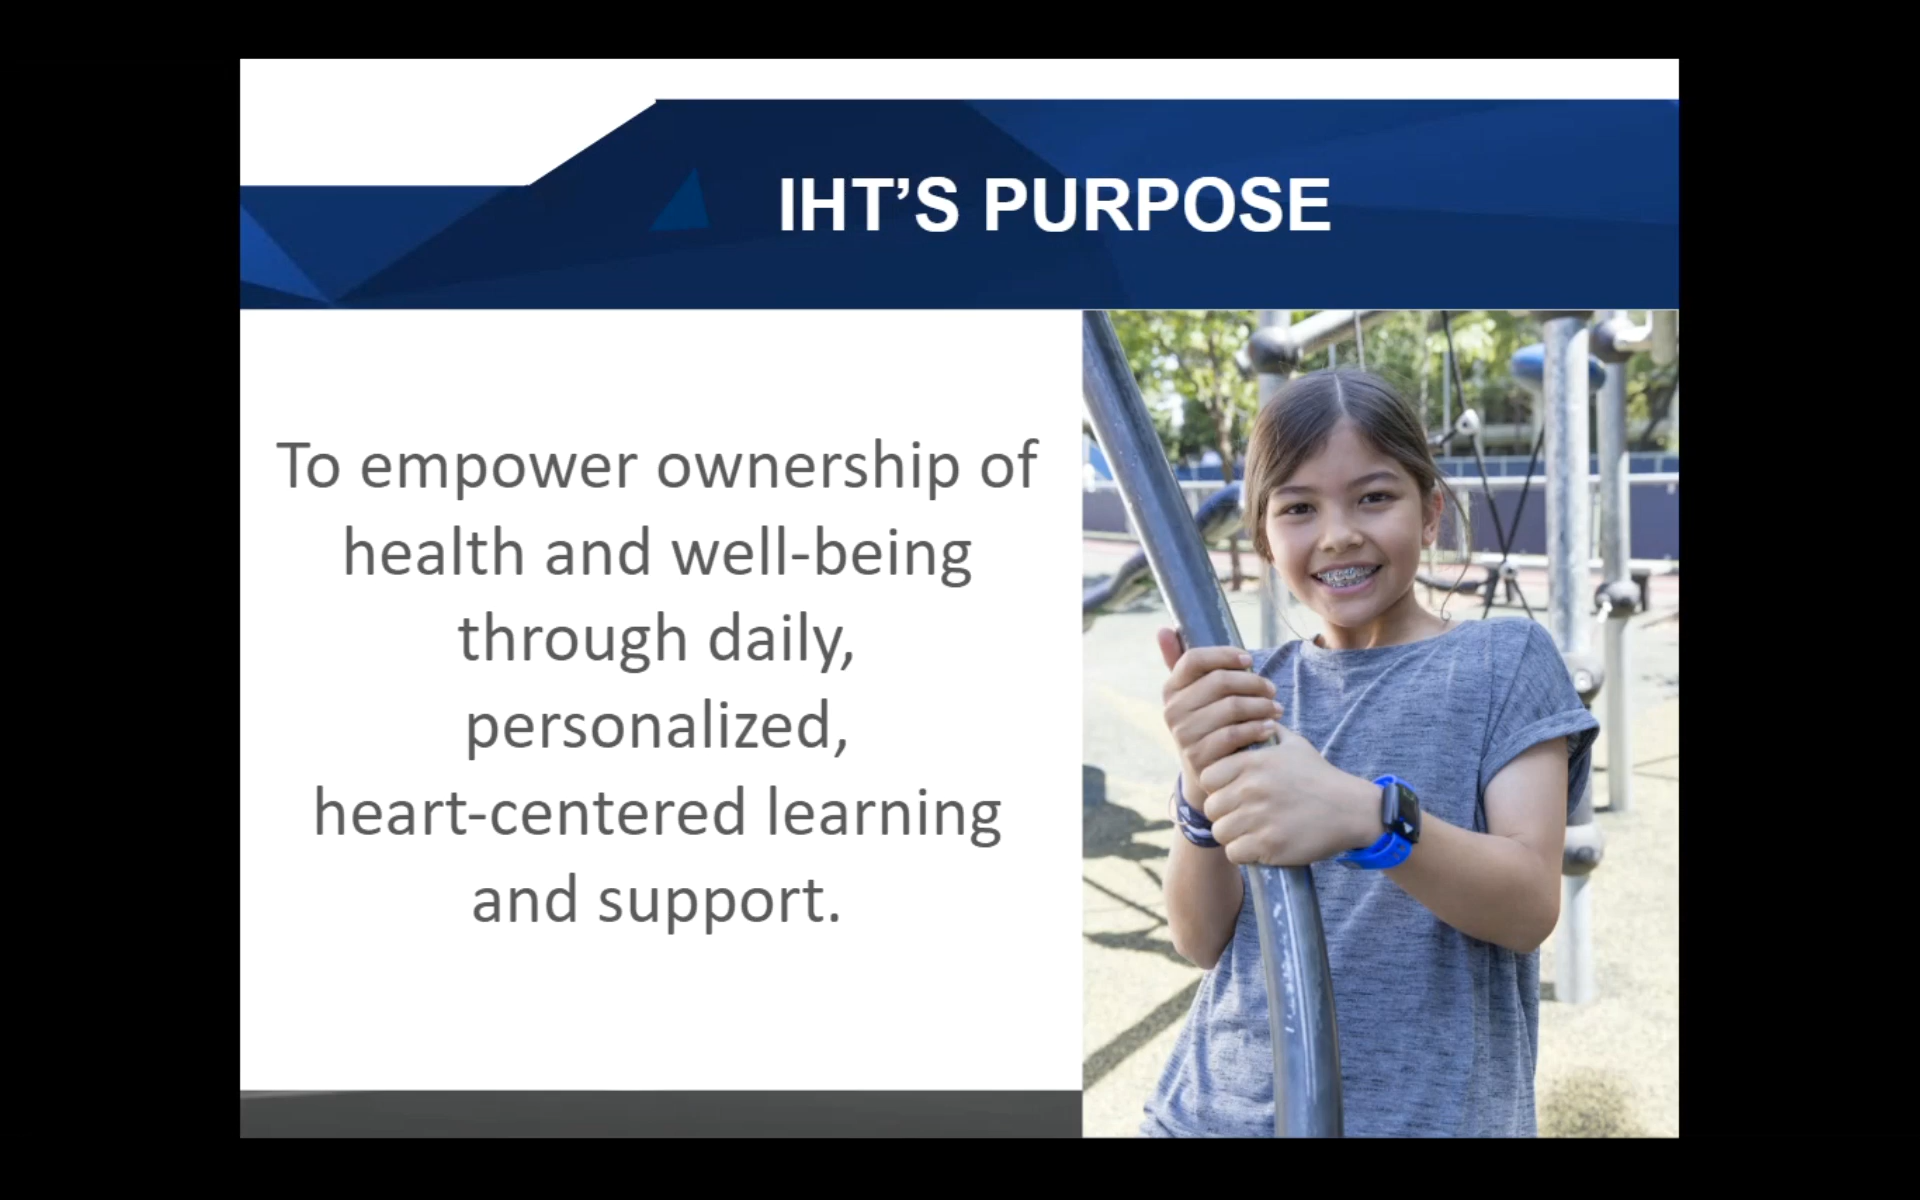 IHT’S PURPOSE
To empower ownership of
health and well-being
through daily,
personalized,
heart-centered learning
and support.